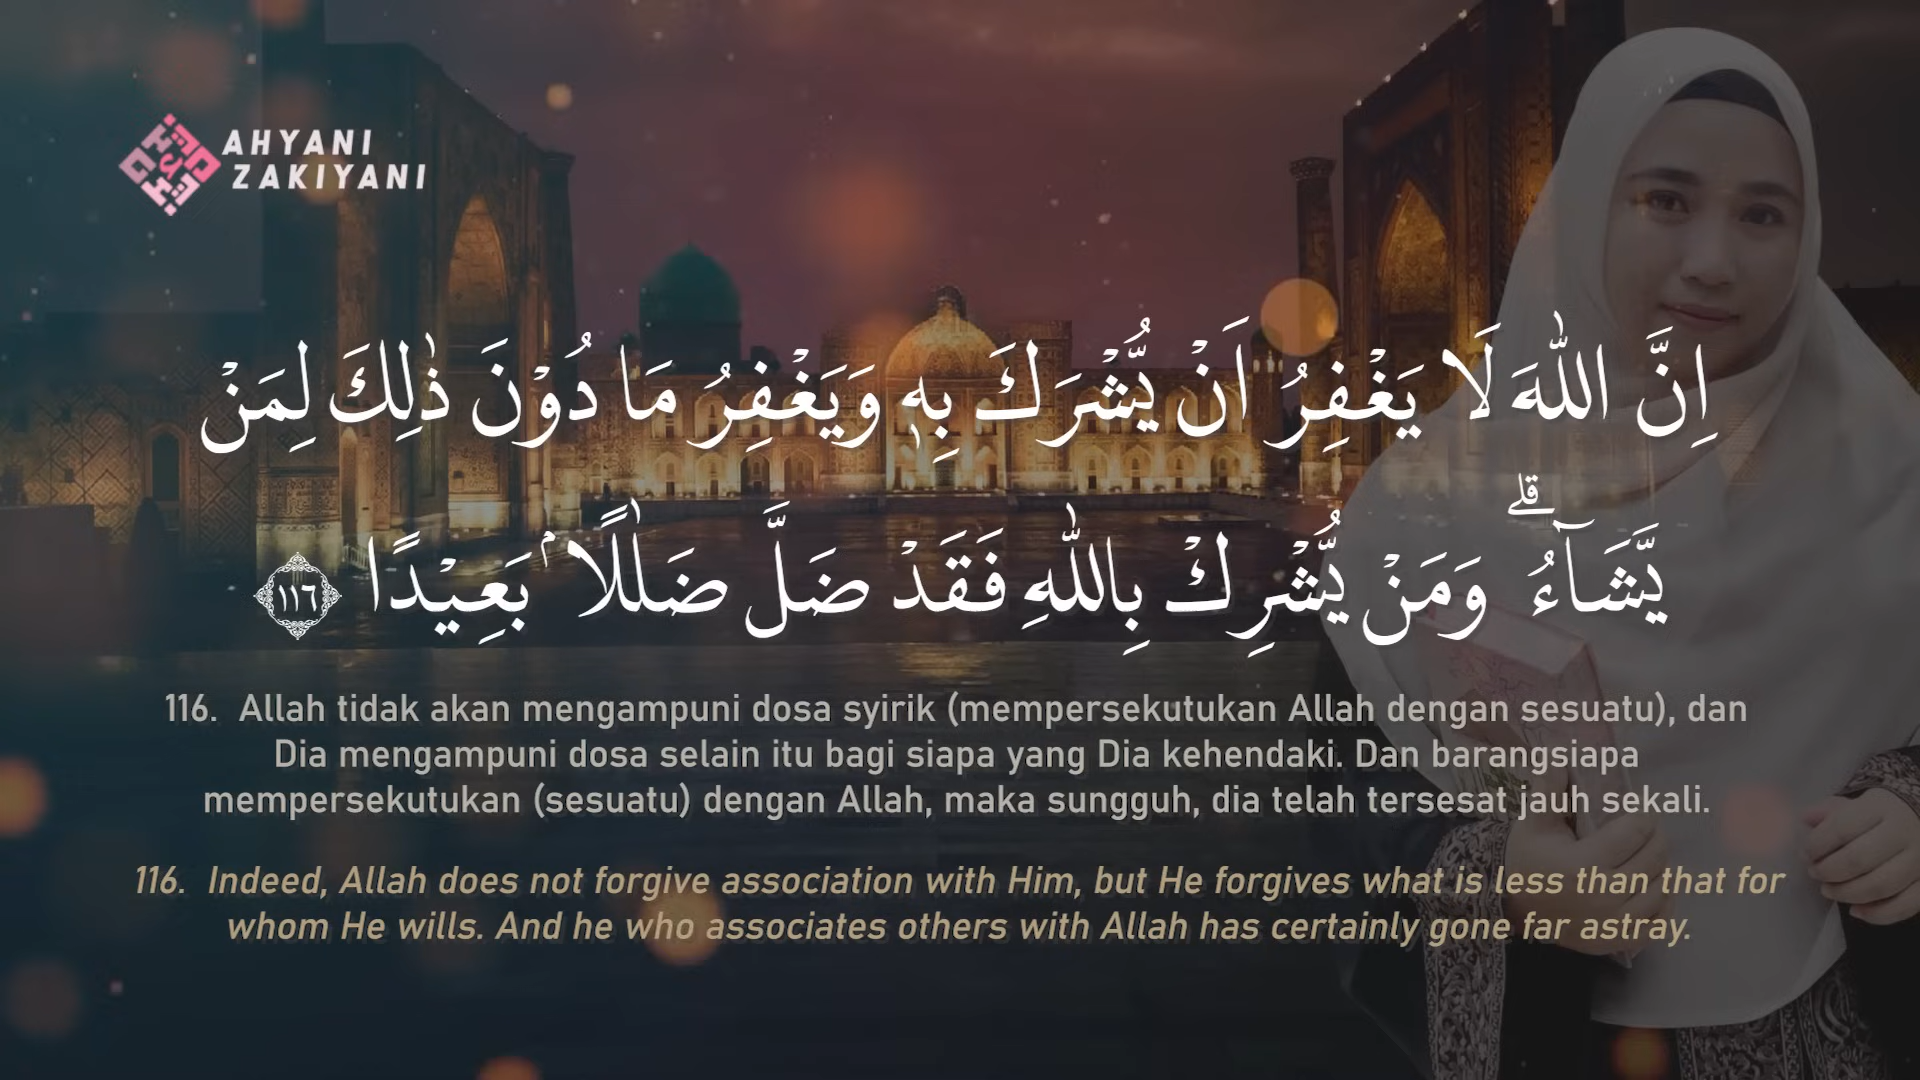 AHYANI
ZAKIYANI
اِنَّ اللّٰهَ لَا يَغْفِرُ اَنْ يُّشْرَكَ بِهٖ وَيَغْفِرُ مَا دُوْنَ ذٰلِكَ لِمَنْ
يَّشَاۤءُ ۗ وَمَنْ يُّشْرِكْ بِاللّٰهِ فَقَدْ ضَلَّ ضَلٰلًا ۢ بَعِيْدًا ١١٦
116. Allah tidak akan mengampuni dosa syirik (mempersekutukan Allah dengan sesuatu), dan
Dia mengampuni dosa selain itu bagi siapa yang Dia kehendaki. Dan barangsiapa
mempersekutukan (sesuatu) dengan Allah, maka sungguh, dia telah tersesat jauh sekali.
116. Indeed, Allah does not forgive association with Him, but He forgives what is less than that for
whom He wills. And he who associates others with Allah has certainly gone far astray.